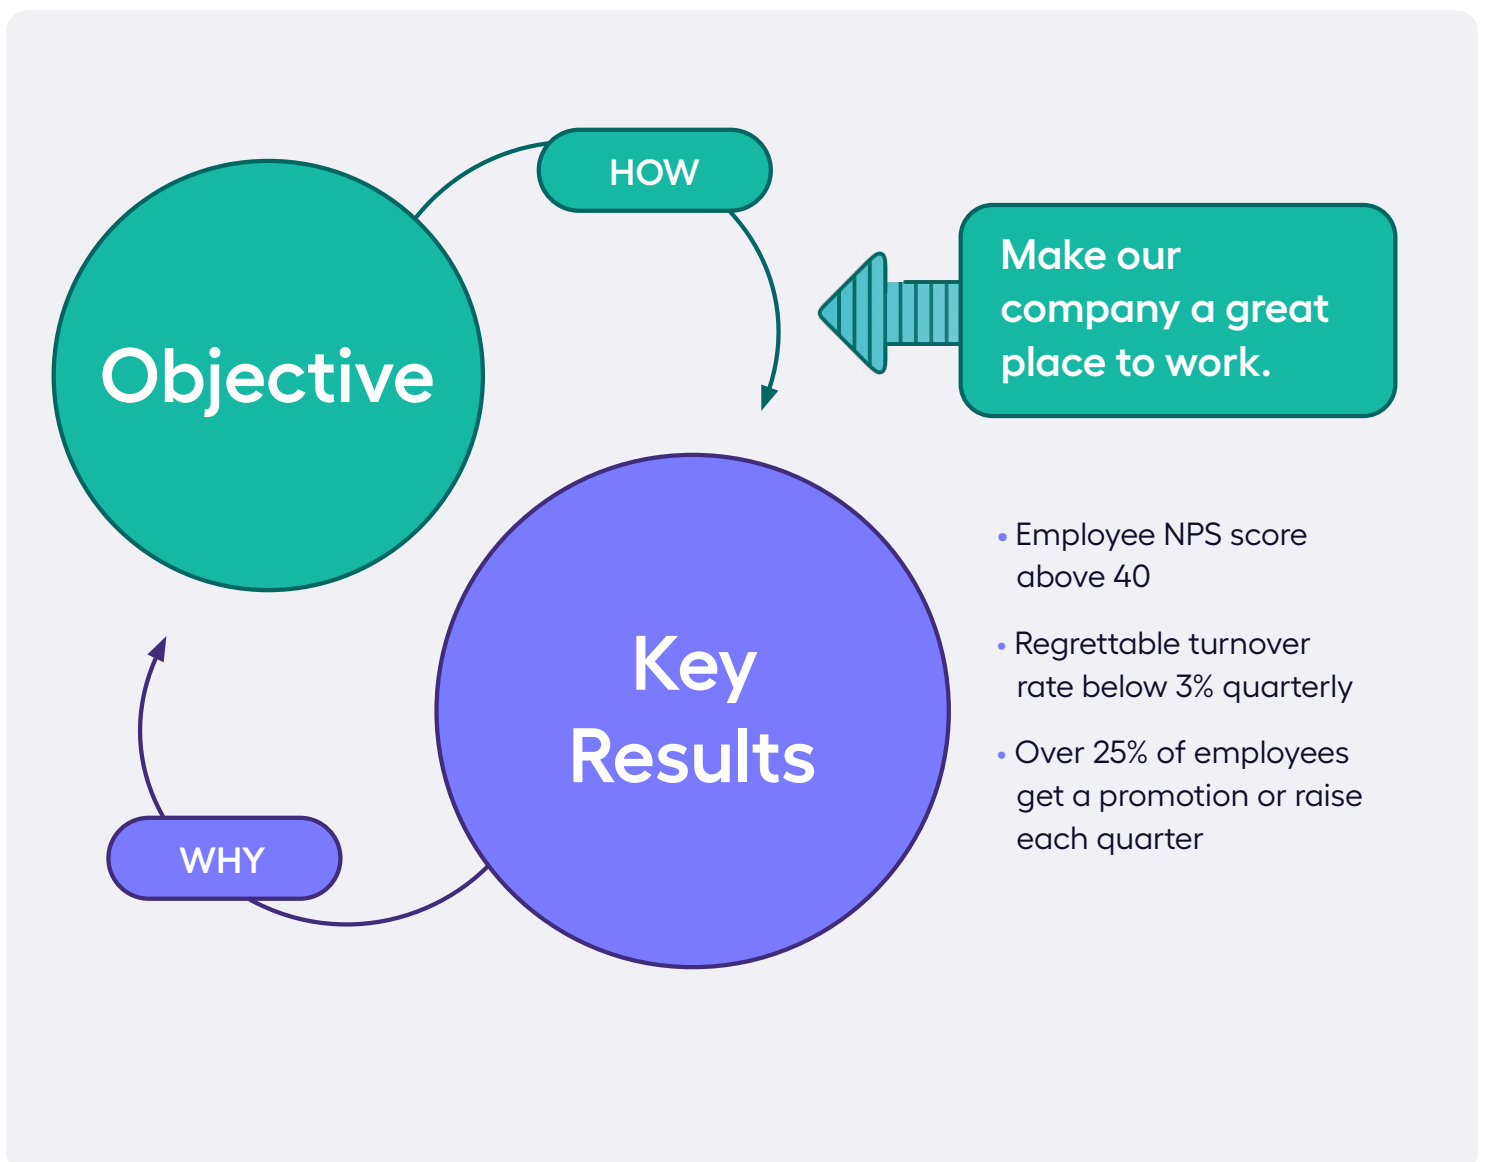 HOW
Objective
Make our
company a great
place to work.
Key
Results
WHY
• Employee NPS score
above 40
• Regrettable turnover
rate below 3% quarterly
• Over 25% of employees
get a promotion or raise
each quarter